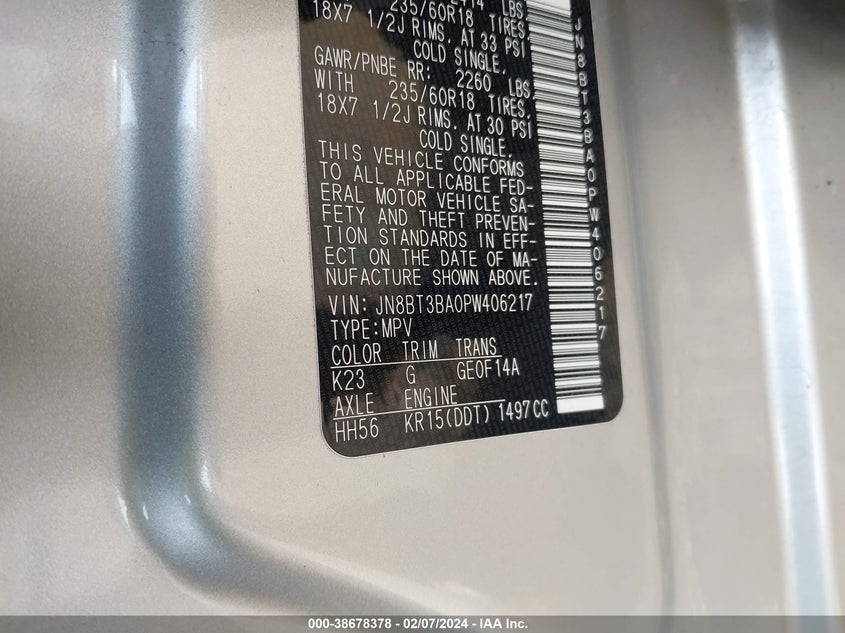 LBS
18X7 235/60R18 TIRES,
1/2J RIMS. AT 33 PSI
COLD SINGLE,
GAWR/PNBE RR: 2260 LBS
WITH 235/60R18 TIRES,
18X7 1/2J RIMS. AT 30 PSI
COLD SINGLE.
THIS VEHICLE CONFORMS
TO ALL APPLICABLE FED-
ERAL MOTOR VEHICLE SA-
FETY AND THEFT PREVEN-
TION STANDARDS IN EFF-
ECT ON THE DATE OF MA-
NUFACTURE SHOWN ABOVE.
VIN: JN8BT3BA0PW406217
TYPE:MPV
COLOR TRIM TRANS
K23 G GE0F14A
AXLE ENGINE
HH56 KR15(DDT) 1497CC
JN8BT3BA0PW406217
000-38678378 - 02/07/2024 - IAA Inc.